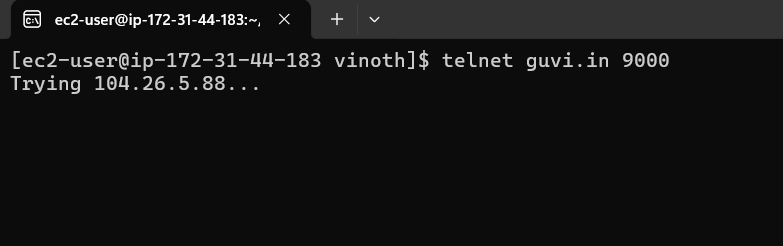 ec2-user@ip-172-31-44-183:~,
[ec2-user@ip-172-31-44-183 vinoth]$ telnet guvi.in 9000
Trying 104.26.5.88...